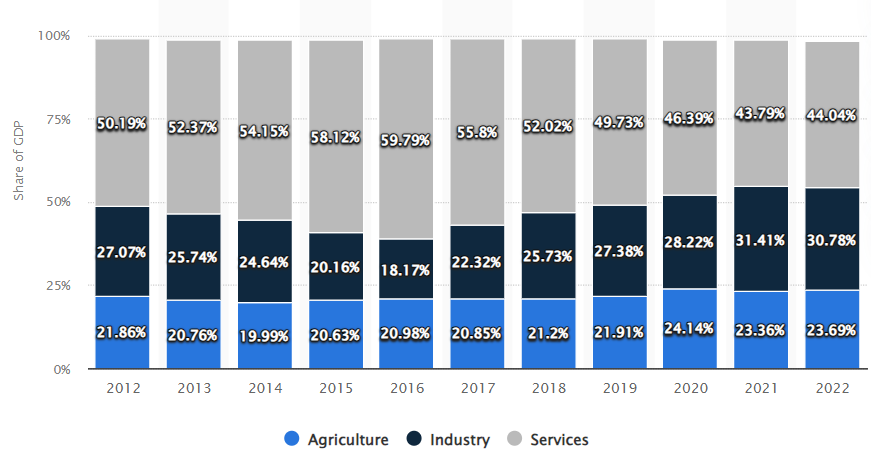 Share of GDP
100%
75%
50%
25%
0%
50.19% 52.37% 54.15% 58.12% 59.79% 55.8% 52.02% 49.73% 46.39% 43.79% 44.04%
27.07% 25.74% 24.64% 20.16% 18.17% 22.32% 25.73% 27.38% 28.22% 31.41% 30.78%
21.86% 20.76% 19.99% 20.63% 20.98% 20.85% 21.2% 21.91% 24.14% 23.36% 23.69%
2012 2013 2014 2015 2016 2017 2018 2019 2020 2021 2022
Agriculture Industry Services